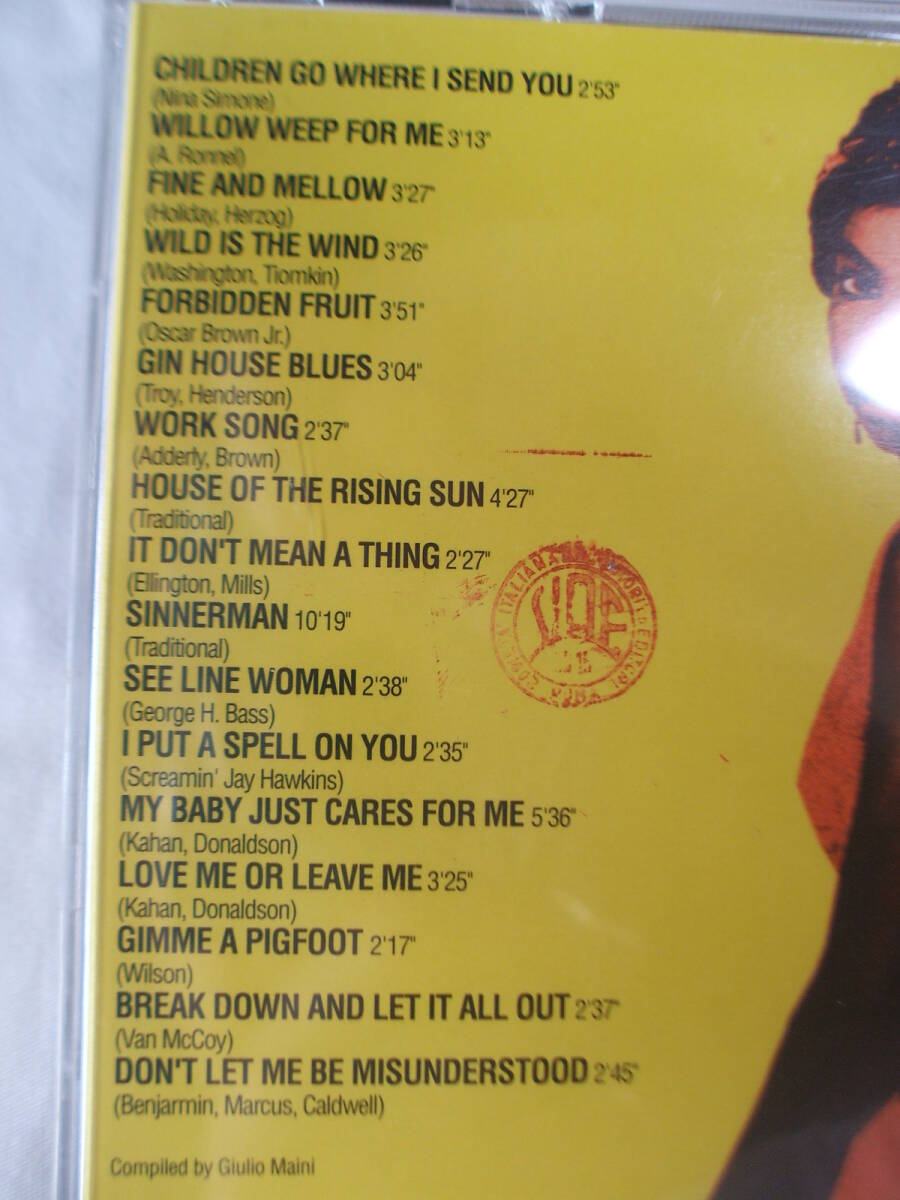 CHILDREN GO WHERE I SEND YOU 2'53"
(Nina Simone)
WILLOW WEEP FOR ME 3'13"
(A. Ronnel)
FINE AND MELLOW 3'27"
(Holiday, Herzog)
WILD IS THE WIND 3'26"
(Washington, Tiomkin)
FORBIDDEN FRUIT 3'51"
(Oscar Brown Jr.)
GIN HOUSE BLUES 3'04"
(Troy, Henderson)
WORK SONG 2'37"
(Adderly, Brown)
HOUSE OF THE RISING SUN 4'27"
(Traditional)
IT DON'T MEAN A THING 2'27"
(Ellington, Mills)
SINNERMAN 10'19"
(Traditional)
SEE LINE WOMAN 2'38"
(George H. Bass)
I PUT A SPELL ON YOU 2'35"
(Screamin' Jay Hawkins)
MY BABY JUST CARES FOR ME 5'36"
(Kahan, Donaldson)
LOVE ME OR LEAVE ME 3'25"
(Kahan, Donaldson)
GIMME A PIGFOOT 2'17"
(Wilson)
BREAK DOWN AND LET IT ALL OUT 2'37"
(Van McCoy)
DON'T LET ME BE MISUNDERSTOOD 2'45"
(Benjarmin, Marcus, Caldwell)
Compiled by Giulio Maini
ITALIANA
EDITORI
ROMA